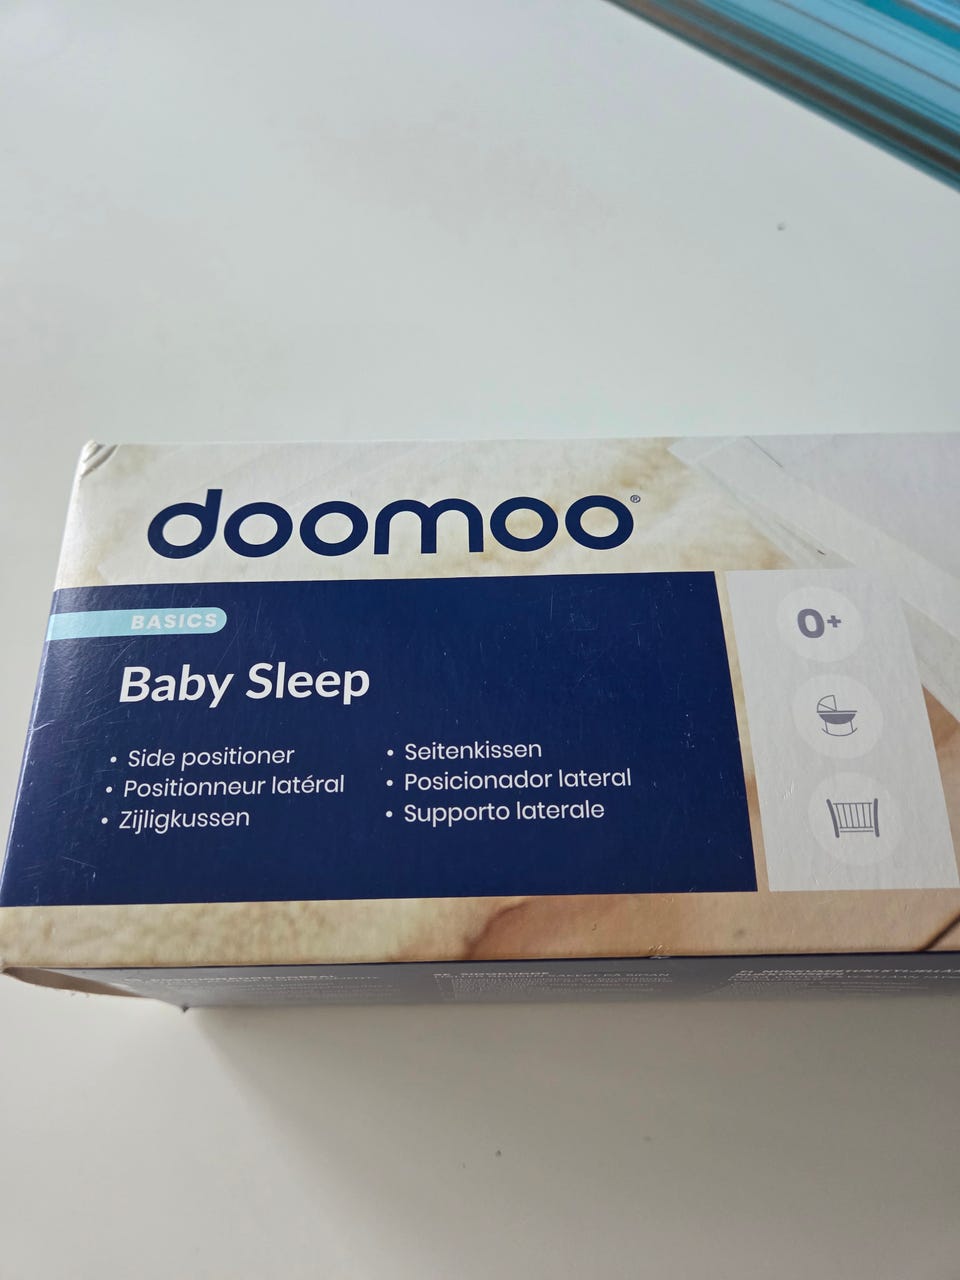 doomoo®
BASICS
Baby Sleep
• Side positioner
• Positionneur latéral
• Zijligkussen
• Seitenkissen
• Posicionador lateral
• Supporto laterale
0+